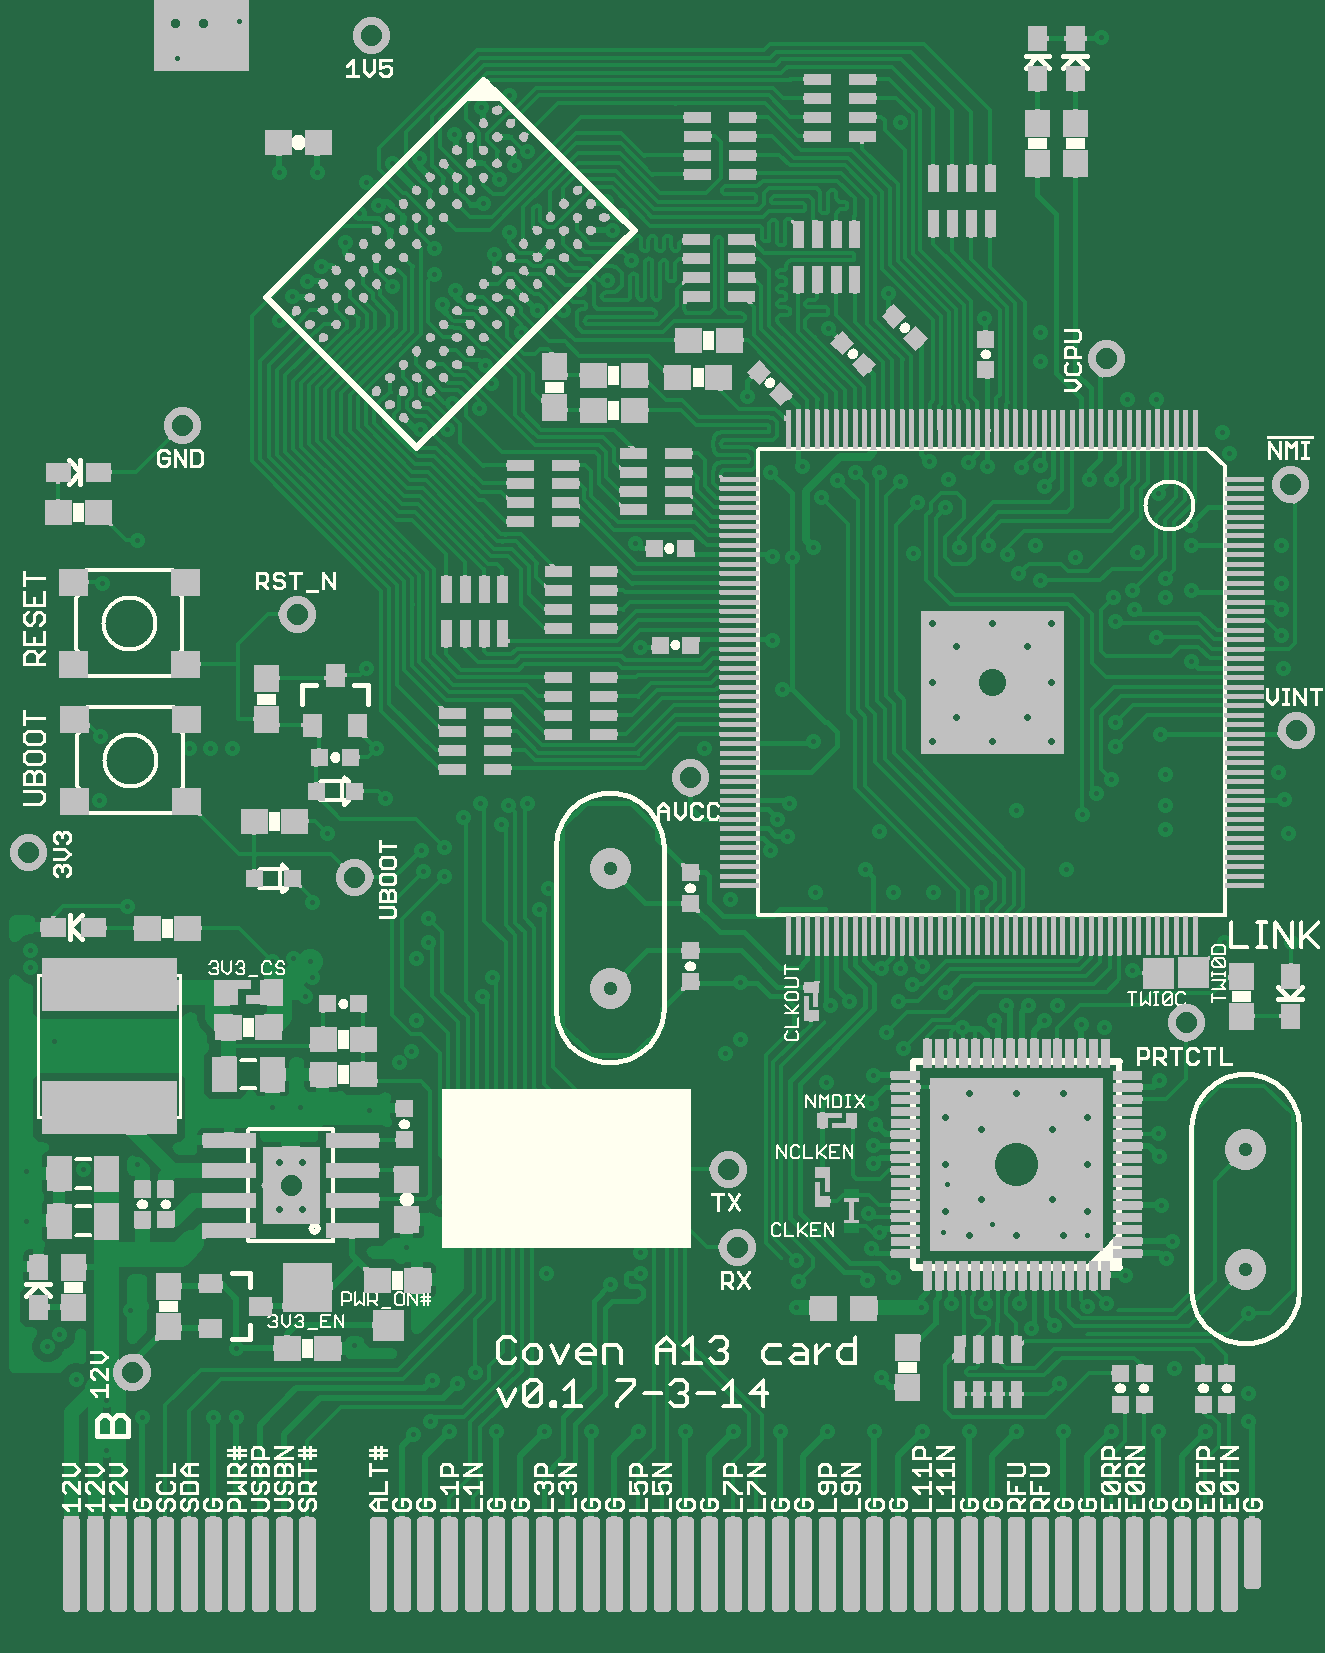 1V5
VCPU
NMI
GND
RESET
RST_N
VINT
UBOOT
AVCC
3V3
UBOOT
LINK
3V3_CS
CLKOUT
TWI0C
TWI0D
PRTCTL
NMDIX
NCLKEN
TX
CLKEN
RX
PWR_ON#
3V3_EN
12V
B
Coven A13 card
v0.1 7-3-14
12V
12V
12V
G
SCL
SDA
G
PWR#
USBP
USBN
SRT#
ALT#
G
G
L1P
L1N
G
G
L3P
L3N
G
G
L5P
L5N
G
G
L7P
L7N
G
G
L9P
L9N
G
G
L11P
L11N
G
G
RFU
RFU
G
G
E0RP
E0RN
G
G
E0TP
E0TN
G